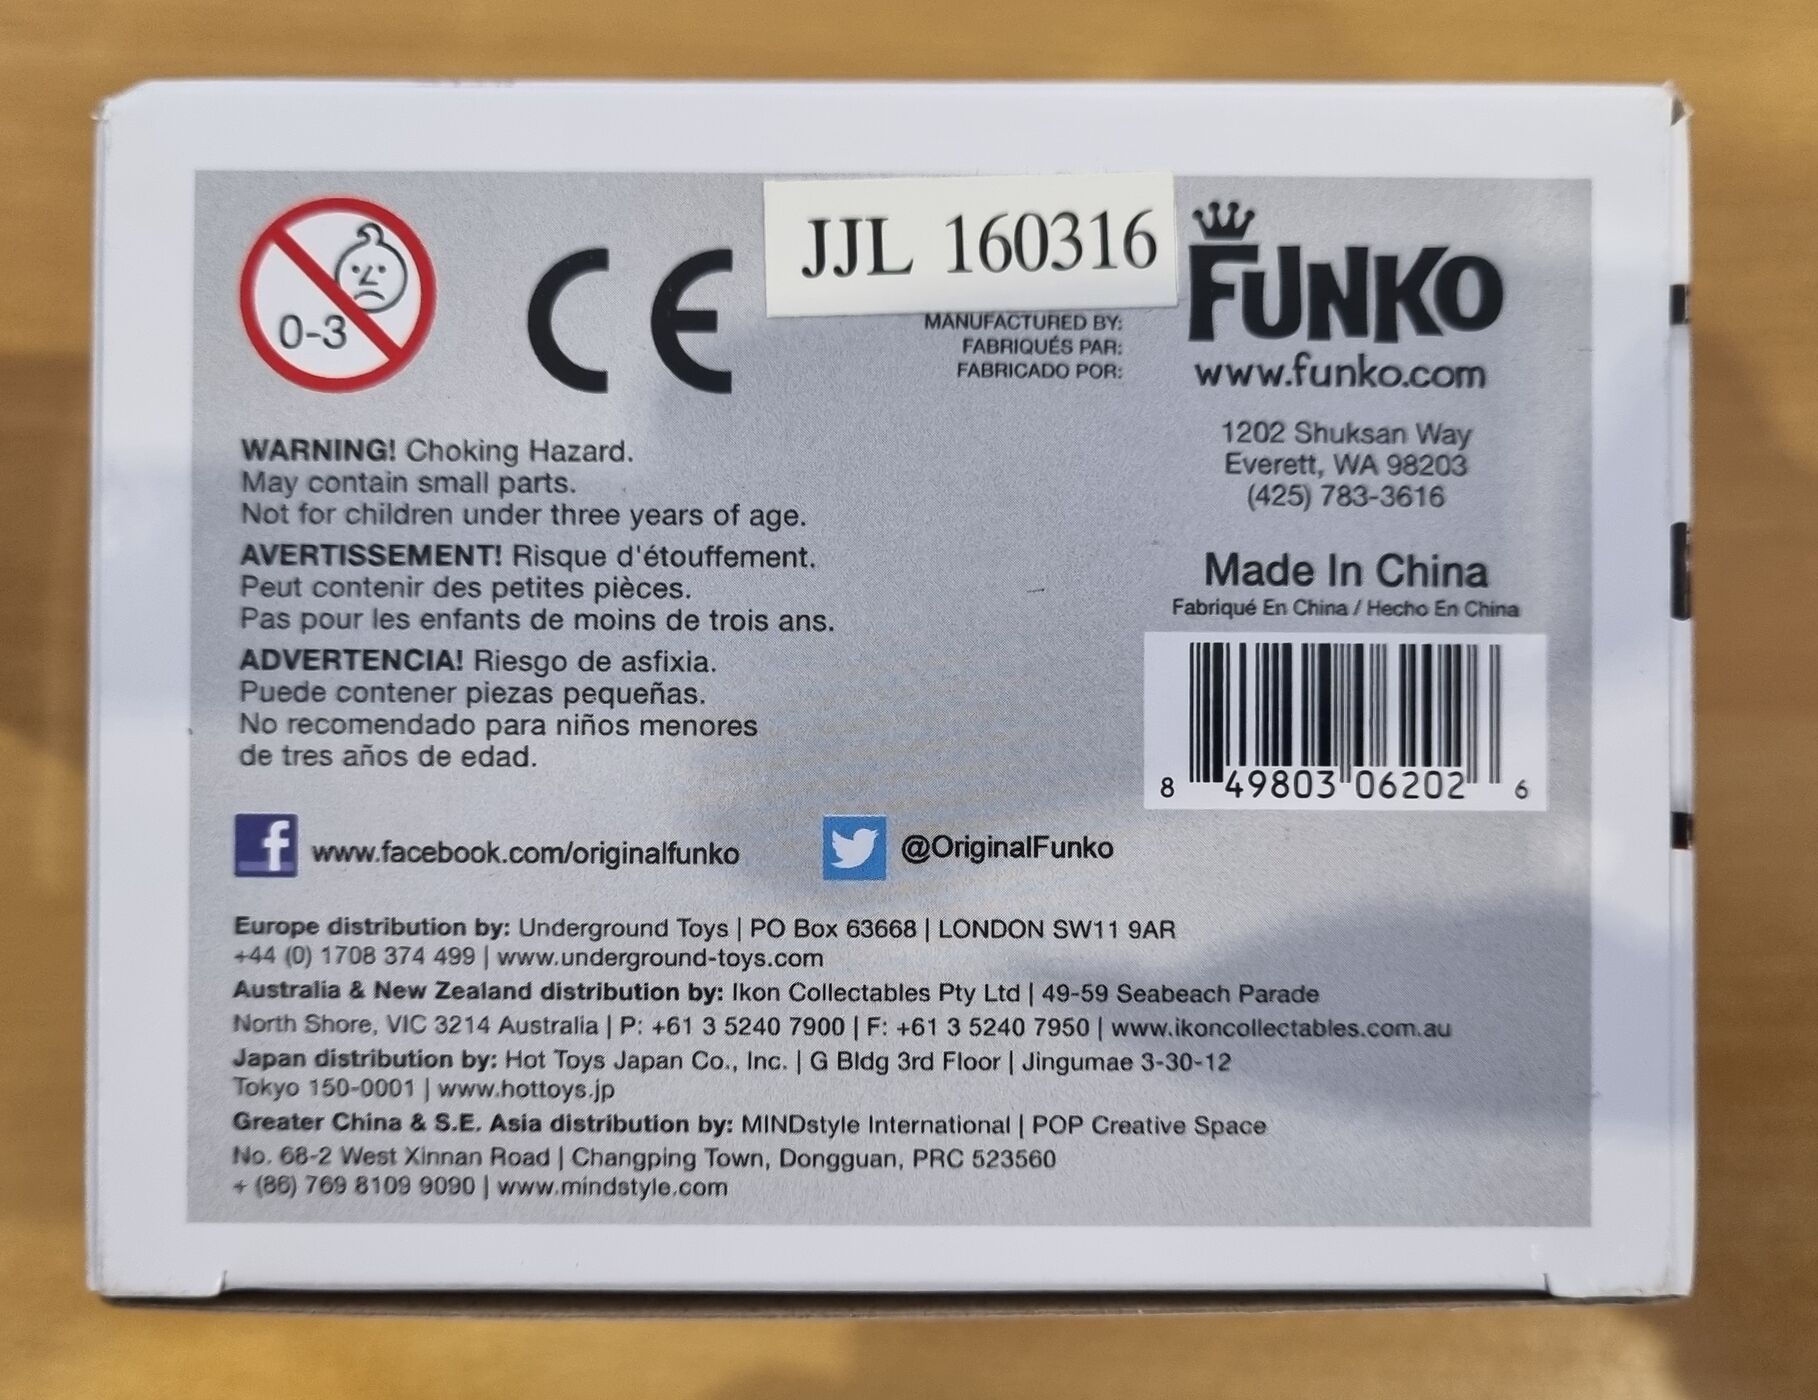 0-3
CE
JJL 160316
MANUFACTURED BY:
FABRIQUÉS PAR:
FABRICADO POR:
FUNKO
www.funko.com
1202 Shuksan Way
Everett, WA 98203
(425) 783-3616
Made In China
Fabriqué En China / Hecho En China
8 49803 06202 6
WARNING! Choking Hazard.
May contain small parts.
Not for children under three years of age.
AVERTISSEMENT! Risque d'étouffement.
Peut contenir des petites pièces.
Pas pour les enfants de moins de trois ans.
ADVERTENCIA! Riesgo de asfixia.
Puede contener piezas pequeñas.
No recomendado para niños menores
de tres años de edad.
f www.facebook.com/originalfunko
@OriginalFunko
Europe distribution by: Underground Toys | PO Box 63668 | LONDON SW11 9AR
+44 (0) 1708 374 499 | www.underground-toys.com
Australia & New Zealand distribution by: Ikon Collectables Pty Ltd | 49-59 Seabeach Parade
North Shore, VIC 3214 Australia | P: +61 3 5240 7900 | F: +61 3 5240 7950 | www.ikoncollectables.com.au
Japan distribution by: Hot Toys Japan Co., Inc. | G Bldg 3rd Floor | Jingumae 3-30-12
Tokyo 150-0001 | www.hottoys.jp
Greater China & S.E. Asia distribution by: MINDstyle International | POP Creative Space
No. 68-2 West Xinnan Road | Changping Town, Dongguan, PRC 523560
+ (86) 769 8109 9090 | www.mindstyle.com